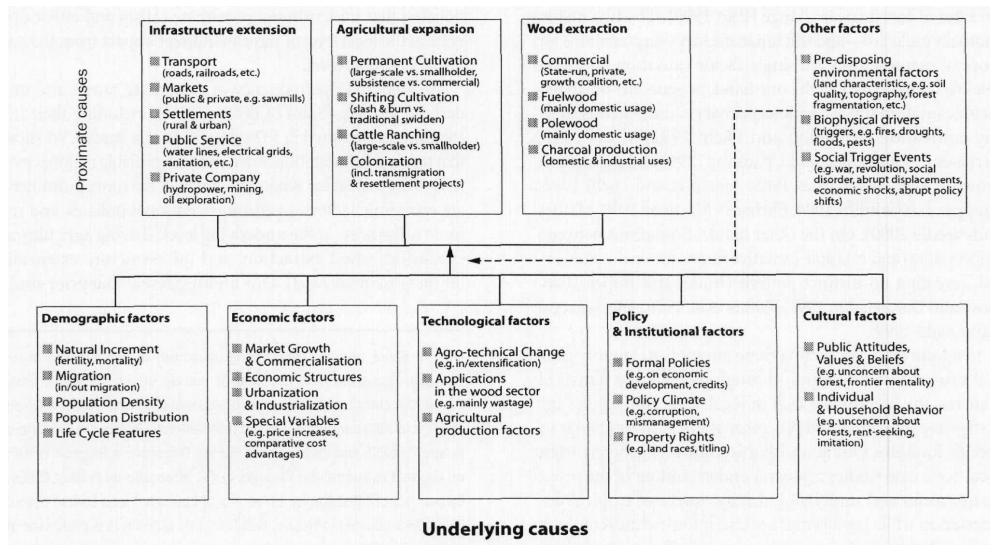 Proximate causes
Infrastructure extension
Transport
(roads, railroads, etc.)
Markets
(public & private, e.g. sawmills)
Settlements
(rural & urban)
Public Service
(water lines, electrical grids,
sanitation, etc.)
Private Company
(hydropower, mining,
oil exploration)
Agricultural expansion
Permanent Cultivation
(large-scale vs. smallholder,
subsistence vs. commercial)
Shifting Cultivation
(slash & burn vs.
traditional swidden)
Cattle Ranching
(large-scale vs. smallholder)
Colonization
(incl. transmigration
& resettlement projects)
Wood extraction
Commercial
(State-run, private,
growth coalition, etc.)
Fuelwood
(mainly domestic usage)
Polewood
(mainly domestic usage)
Charcoal production
(domestic & industrial uses)
Other factors
Pre-disposing
environmental factors
(land characteristics, e.g. soil
quality, topography, forest
fragmentation, etc.)
Biophysical drivers
(triggers, e.g. fires, droughts,
floods, pests)
Social Trigger Events
(e.g. war, revolution, social
disorder, abrupt displacements,
economic shocks, abrupt policy
shifts)
Demographic factors
Natural Increment
(fertility, mortality)
Migration
(in/out migration)
Population Density
Population Distribution
Life Cycle Features
Economic factors
Market Growth
& Commercialisation
Economic Structures
Urbanization
& Industrialization
Special Variables
(e.g. price increases,
comparative cost
advantages)
Technological factors
Agro-technical Change
(e.g. in/extensification)
Applications
in the wood sector
(e.g. mainly wastage)
Agricultural
production factors
Policy
& Institutional factors
Formal Policies
(e.g. on economic
development, credits)
Policy Climate
(e.g. corruption,
mismanagement)
Property Rights
(e.g. land races, titling)
Cultural factors
Public Attitudes,
Values & Beliefs
(e.g. unconcern about
forest, frontier mentality)
Individual
& Household Behavior
(e.g. unconcern about
forests, rent-seeking,
imitation)
Underlying causes